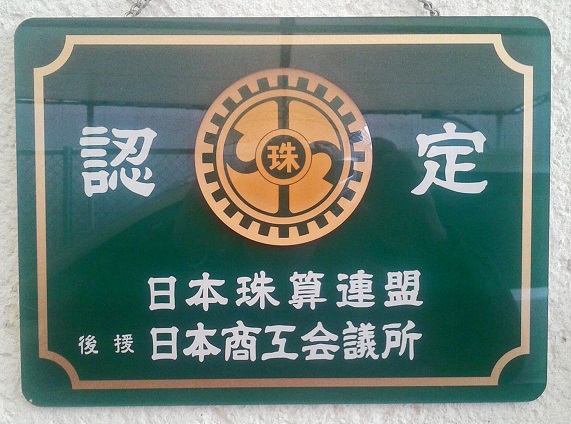 認 珠 定
日本珠算連盟
後援 日本商工会議所